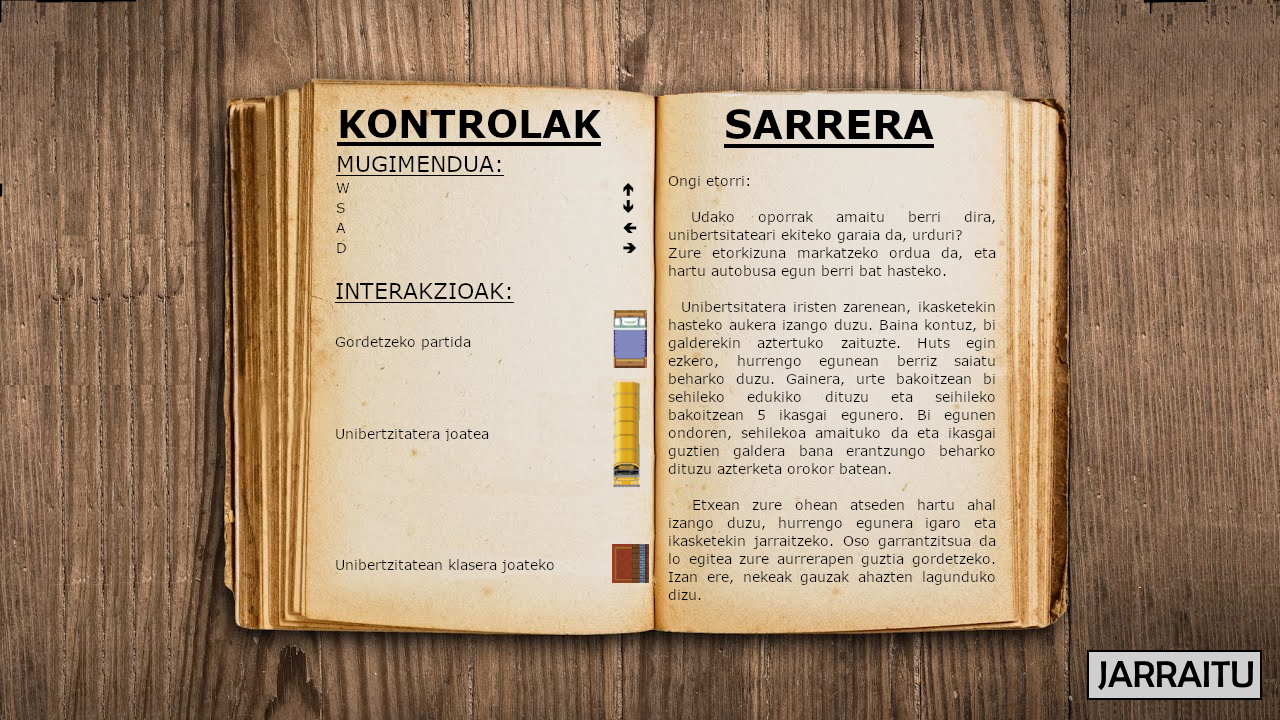 KONTROLAK
MUGIMENDUA:
W ↑
S ↓
A ←
D →
INTERAKZIOAK:
Gordetzeko partida
Unibertzitatera joatea
Unibertzitatean klasera joateko
SARRERA
Ongi etorri:
Udako oporrak amaitu berri dira,
unibertsitateari ekiteko garaia da, urduri?
Zure etorkizuna markatzeko ordua da, eta
hartu autobusa egun berri bat hasteko.
Unibertsitatera iristen zarenean, ikasketekin
hasteko aukera izango duzu. Baina kontuz, bi
galderekin aztertuko zaituzte. Huts egin
ezkero, hurrengo egunean berriz saiatu
beharko duzu. Gainera, urte bakoitzean bi
sehileko edukiko dituzu eta seihileko
bakoitzean 5 ikasgai egunero. Bi egunen
ondoren, sehilekoa amaituko da eta ikasgai
guztien galdera bana erantzungo beharko
dituzu azterketa orokor batean.
Etxean zure ohean atseden hartu ahal
izango duzu, hurrengo egunera igaro eta
ikasketekin jarraitzeko. Oso garrantzitsua da
lo egitea zure aurrerapen guztia gordetzeko.
Izan ere, nekeak gauzak ahazten lagunduko
dizu.
JARRAITU